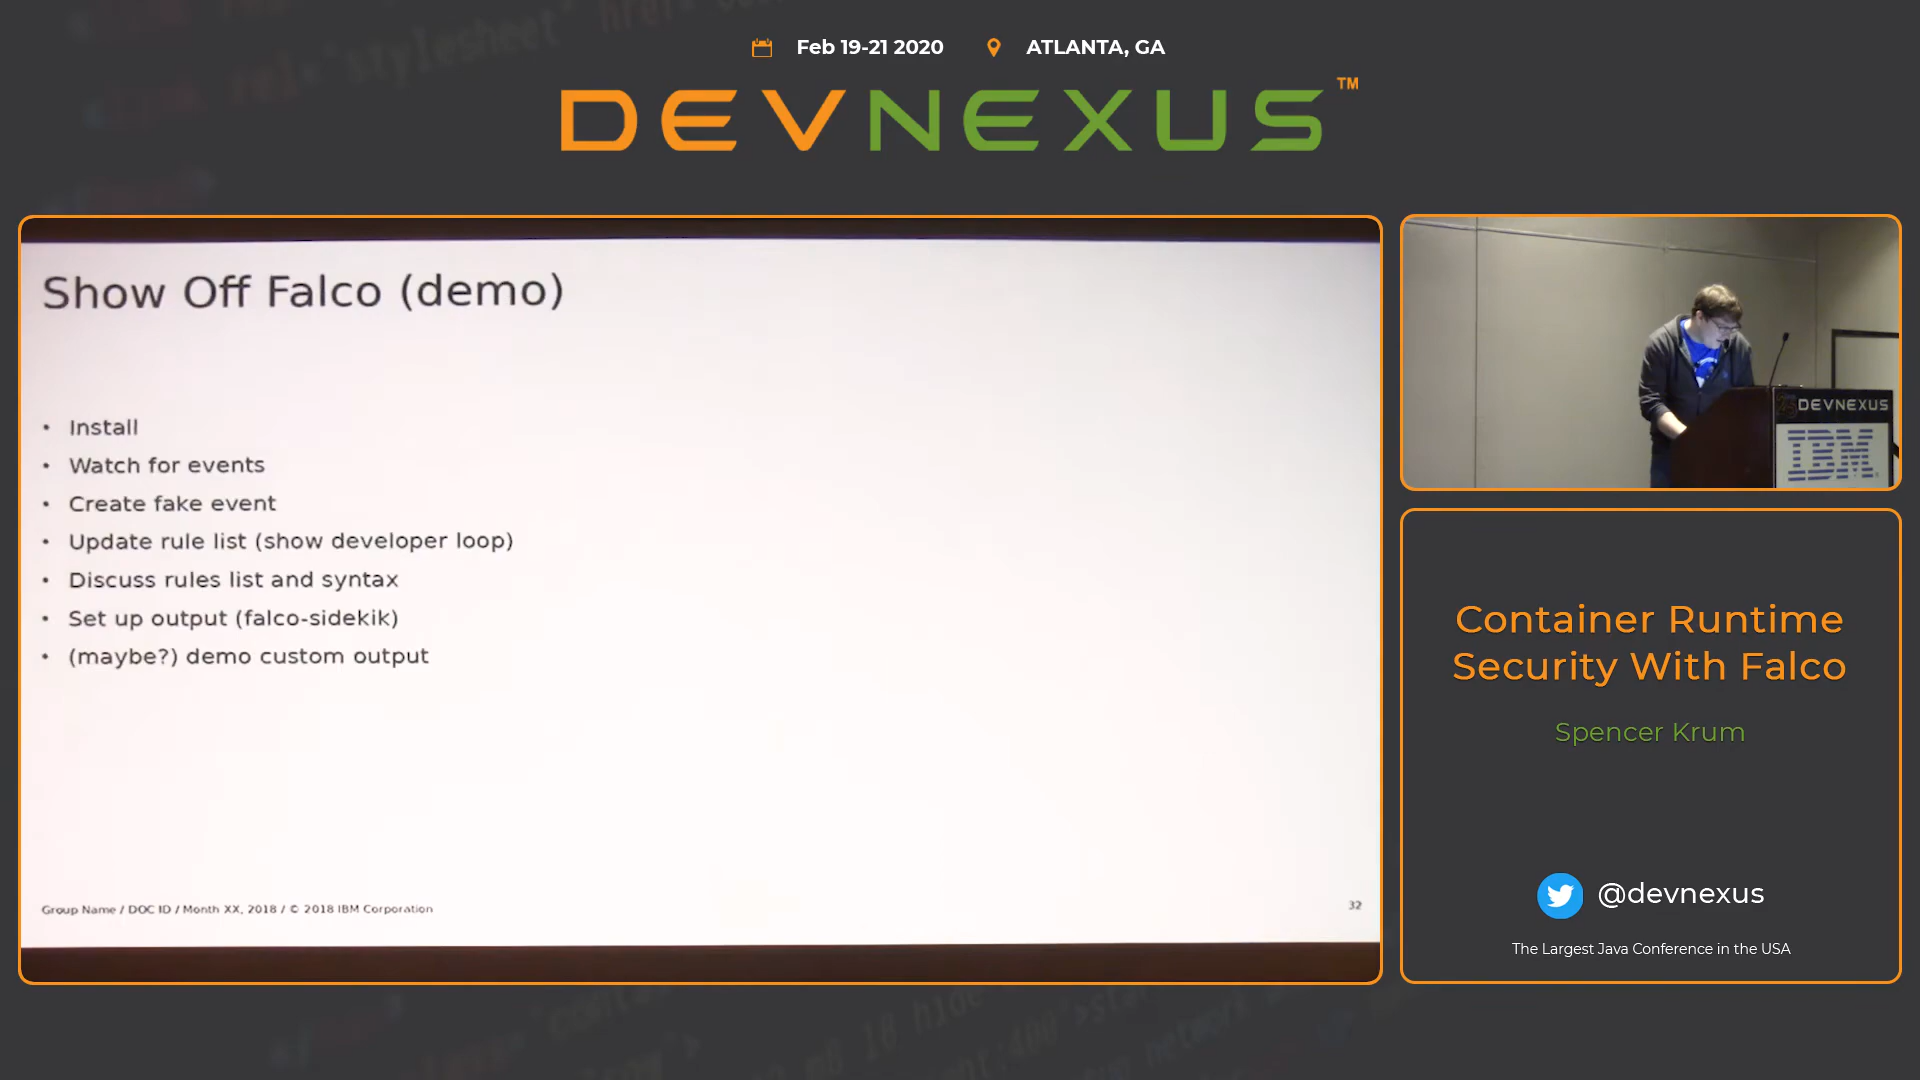 Feb 19-21 2020
ATLANTA, GA
DEVNEXUS™
Show Off Falco (demo)
• Install
• Watch for events
• Create fake event
• Update rule list (show developer loop)
• Discuss rules list and syntax
• Set up output (falco-sidekik)
• (maybe?) demo custom output
Group Name / DOC ID / Month XX, 2018 / © 2018 IBM Corporation
32
DEVNEXUS
IBM
Container Runtime
Security With Falco
Spencer Krum
@devnexus
The Largest Java Conference in the USA